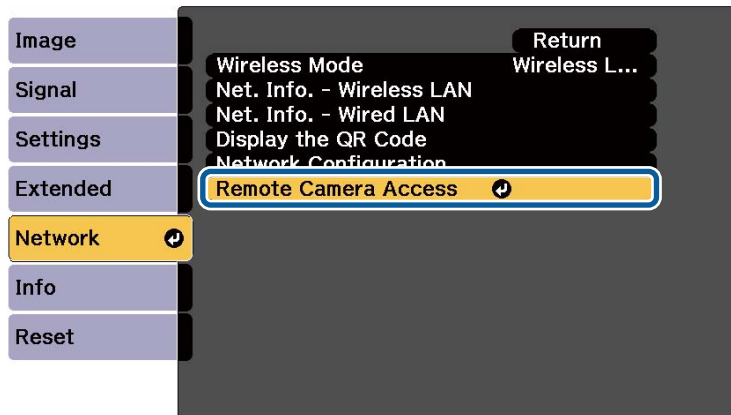 Image
Signal
Settings
Extended
Network
Info
Reset
Return
Wireless Mode Wireless L...
Net. Info. - Wireless LAN
Net. Info. - Wired LAN
Display the QR Code
Network Configuration
Remote Camera Access